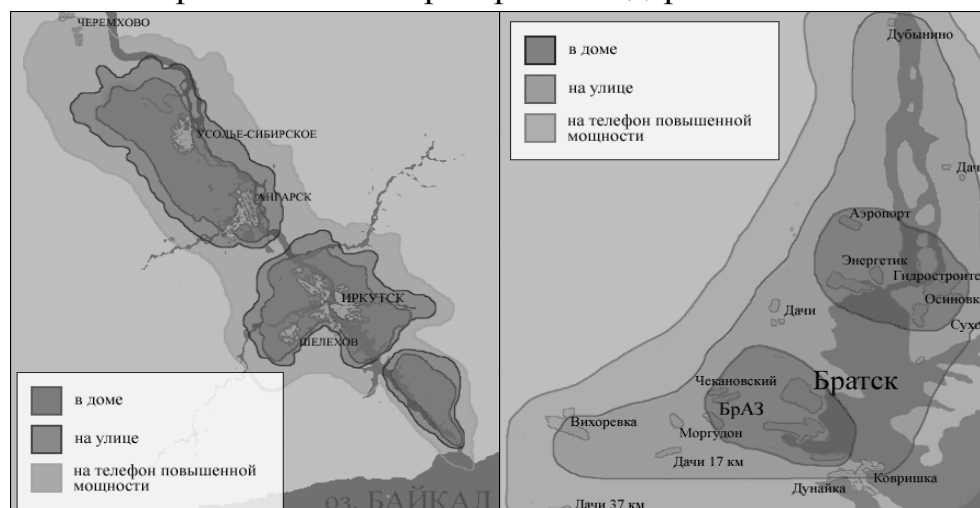 ЧЕРЕМХОВО
УСОЛЬЕ-СИБИРСКОЕ
АНГАРСК
ИРКУТСК
ШЕЛЕХОВ
в доме
на улице
на телефон повышенной
мощности
оз. БАЙКАЛ
в доме
на улице
на телефон повышенной
мощности
Дубынино
Дач
Аэропорт
Энергетик
Гидростроите
Осиновк
Сухо
Дачи
Братск
Чекановский
БрАЗ
Вихоревка
Моргудон
Дачи 17 км
Дунайка
Ковришка
Дачи 37 км